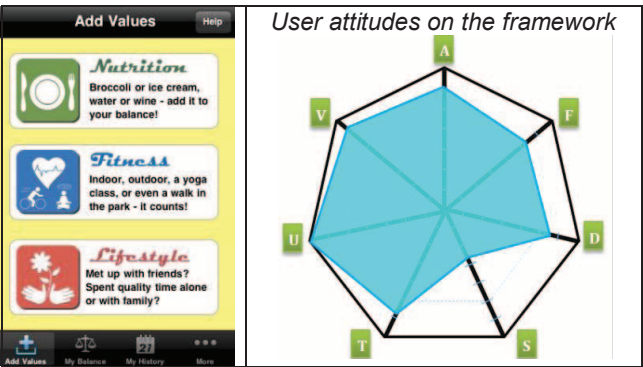 Add Values
Help
Nutrition
Broccoli or ice cream,
water or wine - add it to
your balance!
Fitness
Indoor, outdoor, a yoga
class, or even a walk in
the park - it counts!
Lifestyle
Met up with friends?
Spent quality time alone
or with family?
27
Add Values
My Balance
My History
More
User attitudes on the framework
A
V
F
U
D
T
S